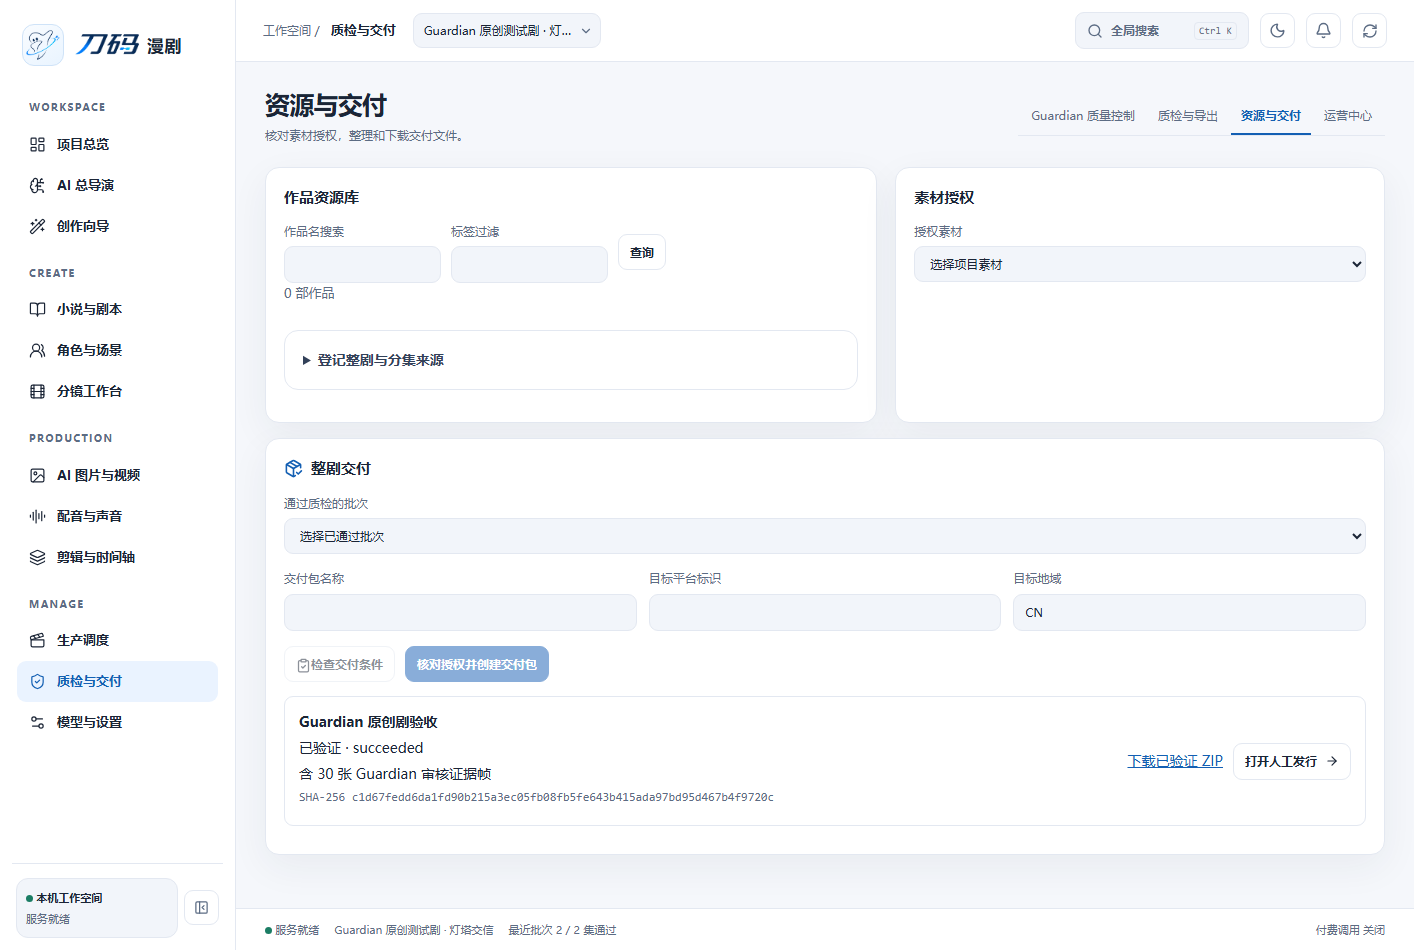 刀码 漫剧
WORKSPACE
项目总览
AI 总导演
创作向导
CREATE
小说与剧本
角色与场景
分镜工作台
PRODUCTION
AI 图片与视频
配音与声音
剪辑与时间轴
MANAGE
生产调度
质检与交付
模型与设置
本机工作空间
服务就绪
工作空间 / 质检与交付
Guardian 原创测试剧 · 灯...
全局搜索 Ctrl K
资源与交付
核对素材授权，整理和下载交付文件。
Guardian 质量控制 质检与导出 资源与交付 运营中心
作品资源库
作品名搜索 标签过滤
查询
0 部作品
▶ 登记整剧与分集来源
素材授权
授权素材
选择项目素材
整剧交付
通过质检的批次
选择已通过批次
交付包名称 目标平台标识 目标地域
CN
检查交付条件 核对授权并创建交付包
Guardian 原创剧验收
已验证 · succeeded
含 30 张 Guardian 审核证据帧
SHA-256 c1d67fedd6da1fd90b215a3ec05fb08fb5fe643b415ada97bd95d467b4f9720c
下载已验证 ZIP 打开人工发行 →
服务就绪 Guardian 原创测试剧 · 灯塔交信 最近批次 2 / 2 集通过
付费调用 关闭